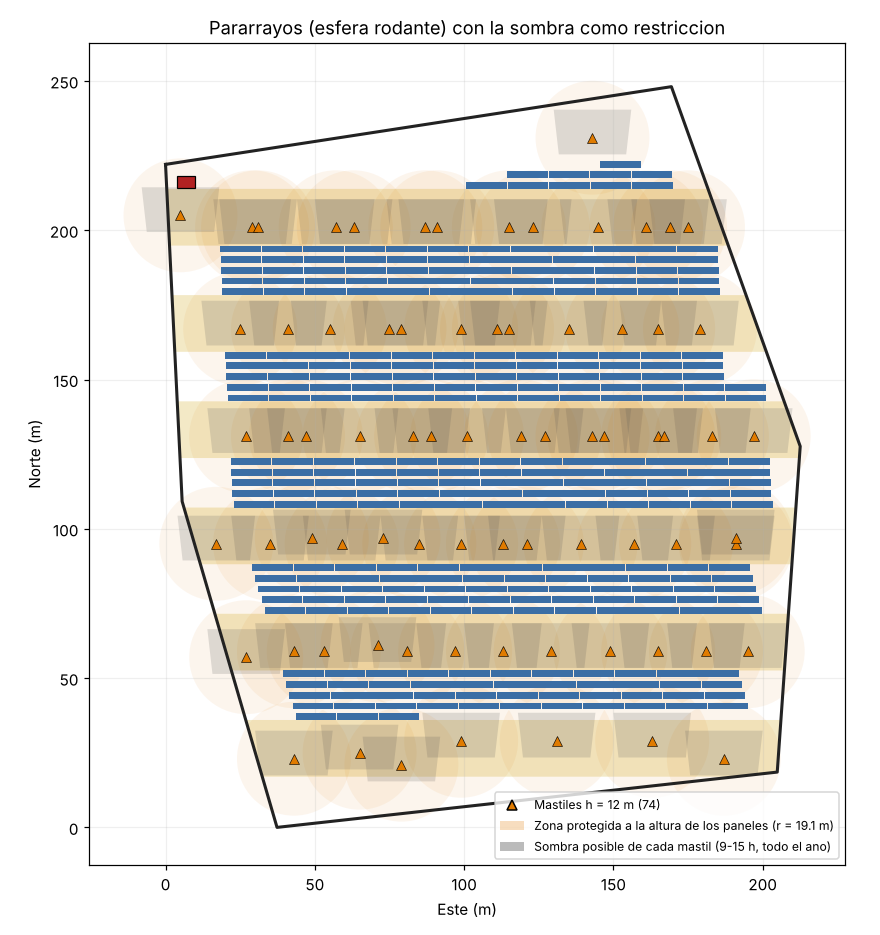 Pararrayos (esfera rodante) con la sombra como restriccion
250
200
150
100
50
0
Norte (m)
0 50 100 150 200
Este (m)
Mastiles h = 12 m (74)
Zona protegida a la altura de los paneles (r = 19.1 m)
Sombra posible de cada mastil (9-15 h, todo el ano)